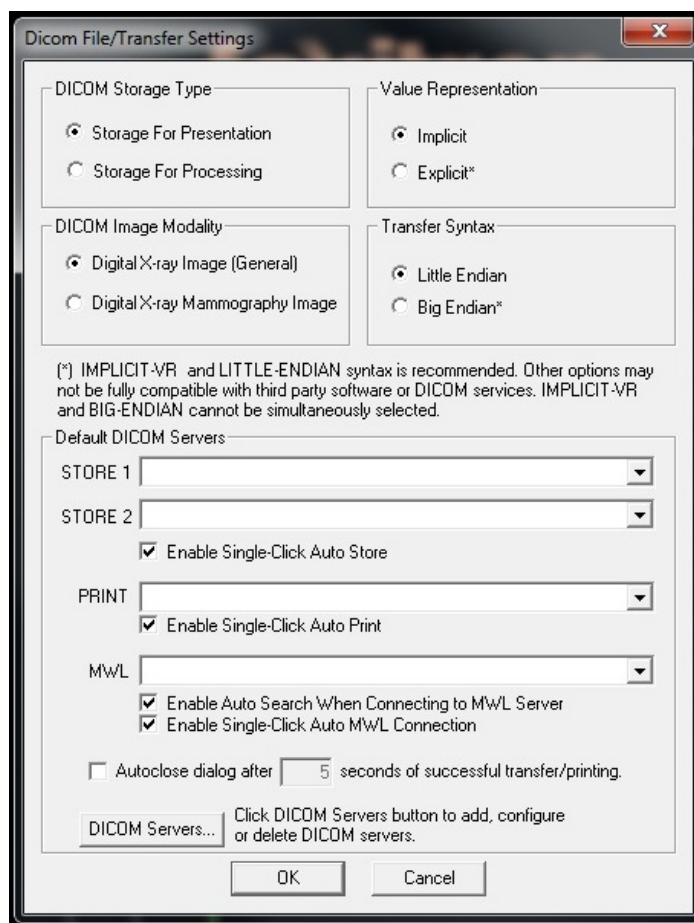 Dicom File/Transfer Settings
DICOM Storage Type
Storage For Presentation
Storage For Processing
Value Representation
Implicit
Explicit*
DICOM Image Modality
Digital X-ray Image (General)
Digital X-ray Mammography Image
Transfer Syntax
Little Endian
Big Endian*
(*) IMPLICIT-VR and LITTLE-ENDIAN syntax is recommended. Other options may
not be fully compatible with third party software or DICOM services. IMPLICIT-VR
and BIG-ENDIAN cannot be simultaneously selected.
Default DICOM Servers
STORE 1
STORE 2
Enable Single-Click Auto Store
PRINT
Enable Single-Click Auto Print
MWL
Enable Auto Search When Connecting to MWL Server
Enable Single-Click Auto MWL Connection
Autoclose dialog after 5 seconds of successful transfer/printing.
DICOM Servers...
Click DICOM Servers button to add, configure
or delete DICOM servers.
OK
Cancel